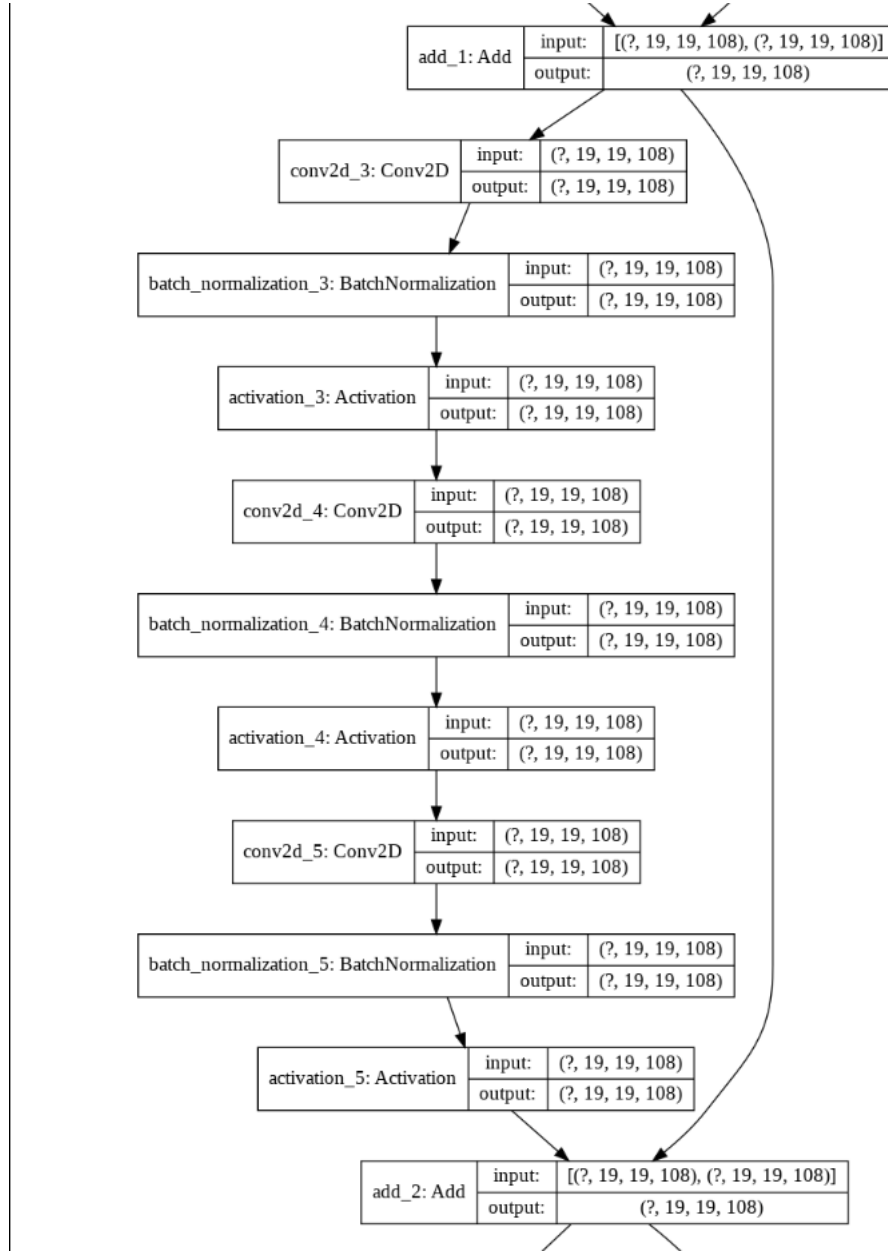 add_1: Add
input: [(?, 19, 19, 108), (?, 19, 19, 108)]
output: (?, 19, 19, 108)
conv2d_3: Conv2D
input: (?, 19, 19, 108)
output: (?, 19, 19, 108)
batch_normalization_3: BatchNormalization
input: (?, 19, 19, 108)
output: (?, 19, 19, 108)
activation_3: Activation
input: (?, 19, 19, 108)
output: (?, 19, 19, 108)
conv2d_4: Conv2D
input: (?, 19, 19, 108)
output: (?, 19, 19, 108)
batch_normalization_4: BatchNormalization
input: (?, 19, 19, 108)
output: (?, 19, 19, 108)
activation_4: Activation
input: (?, 19, 19, 108)
output: (?, 19, 19, 108)
conv2d_5: Conv2D
input: (?, 19, 19, 108)
output: (?, 19, 19, 108)
batch_normalization_5: BatchNormalization
input: (?, 19, 19, 108)
output: (?, 19, 19, 108)
activation_5: Activation
input: (?, 19, 19, 108)
output: (?, 19, 19, 108)
add_2: Add
input: [(?, 19, 19, 108), (?, 19, 19, 108)]
output: (?, 19, 19, 108)